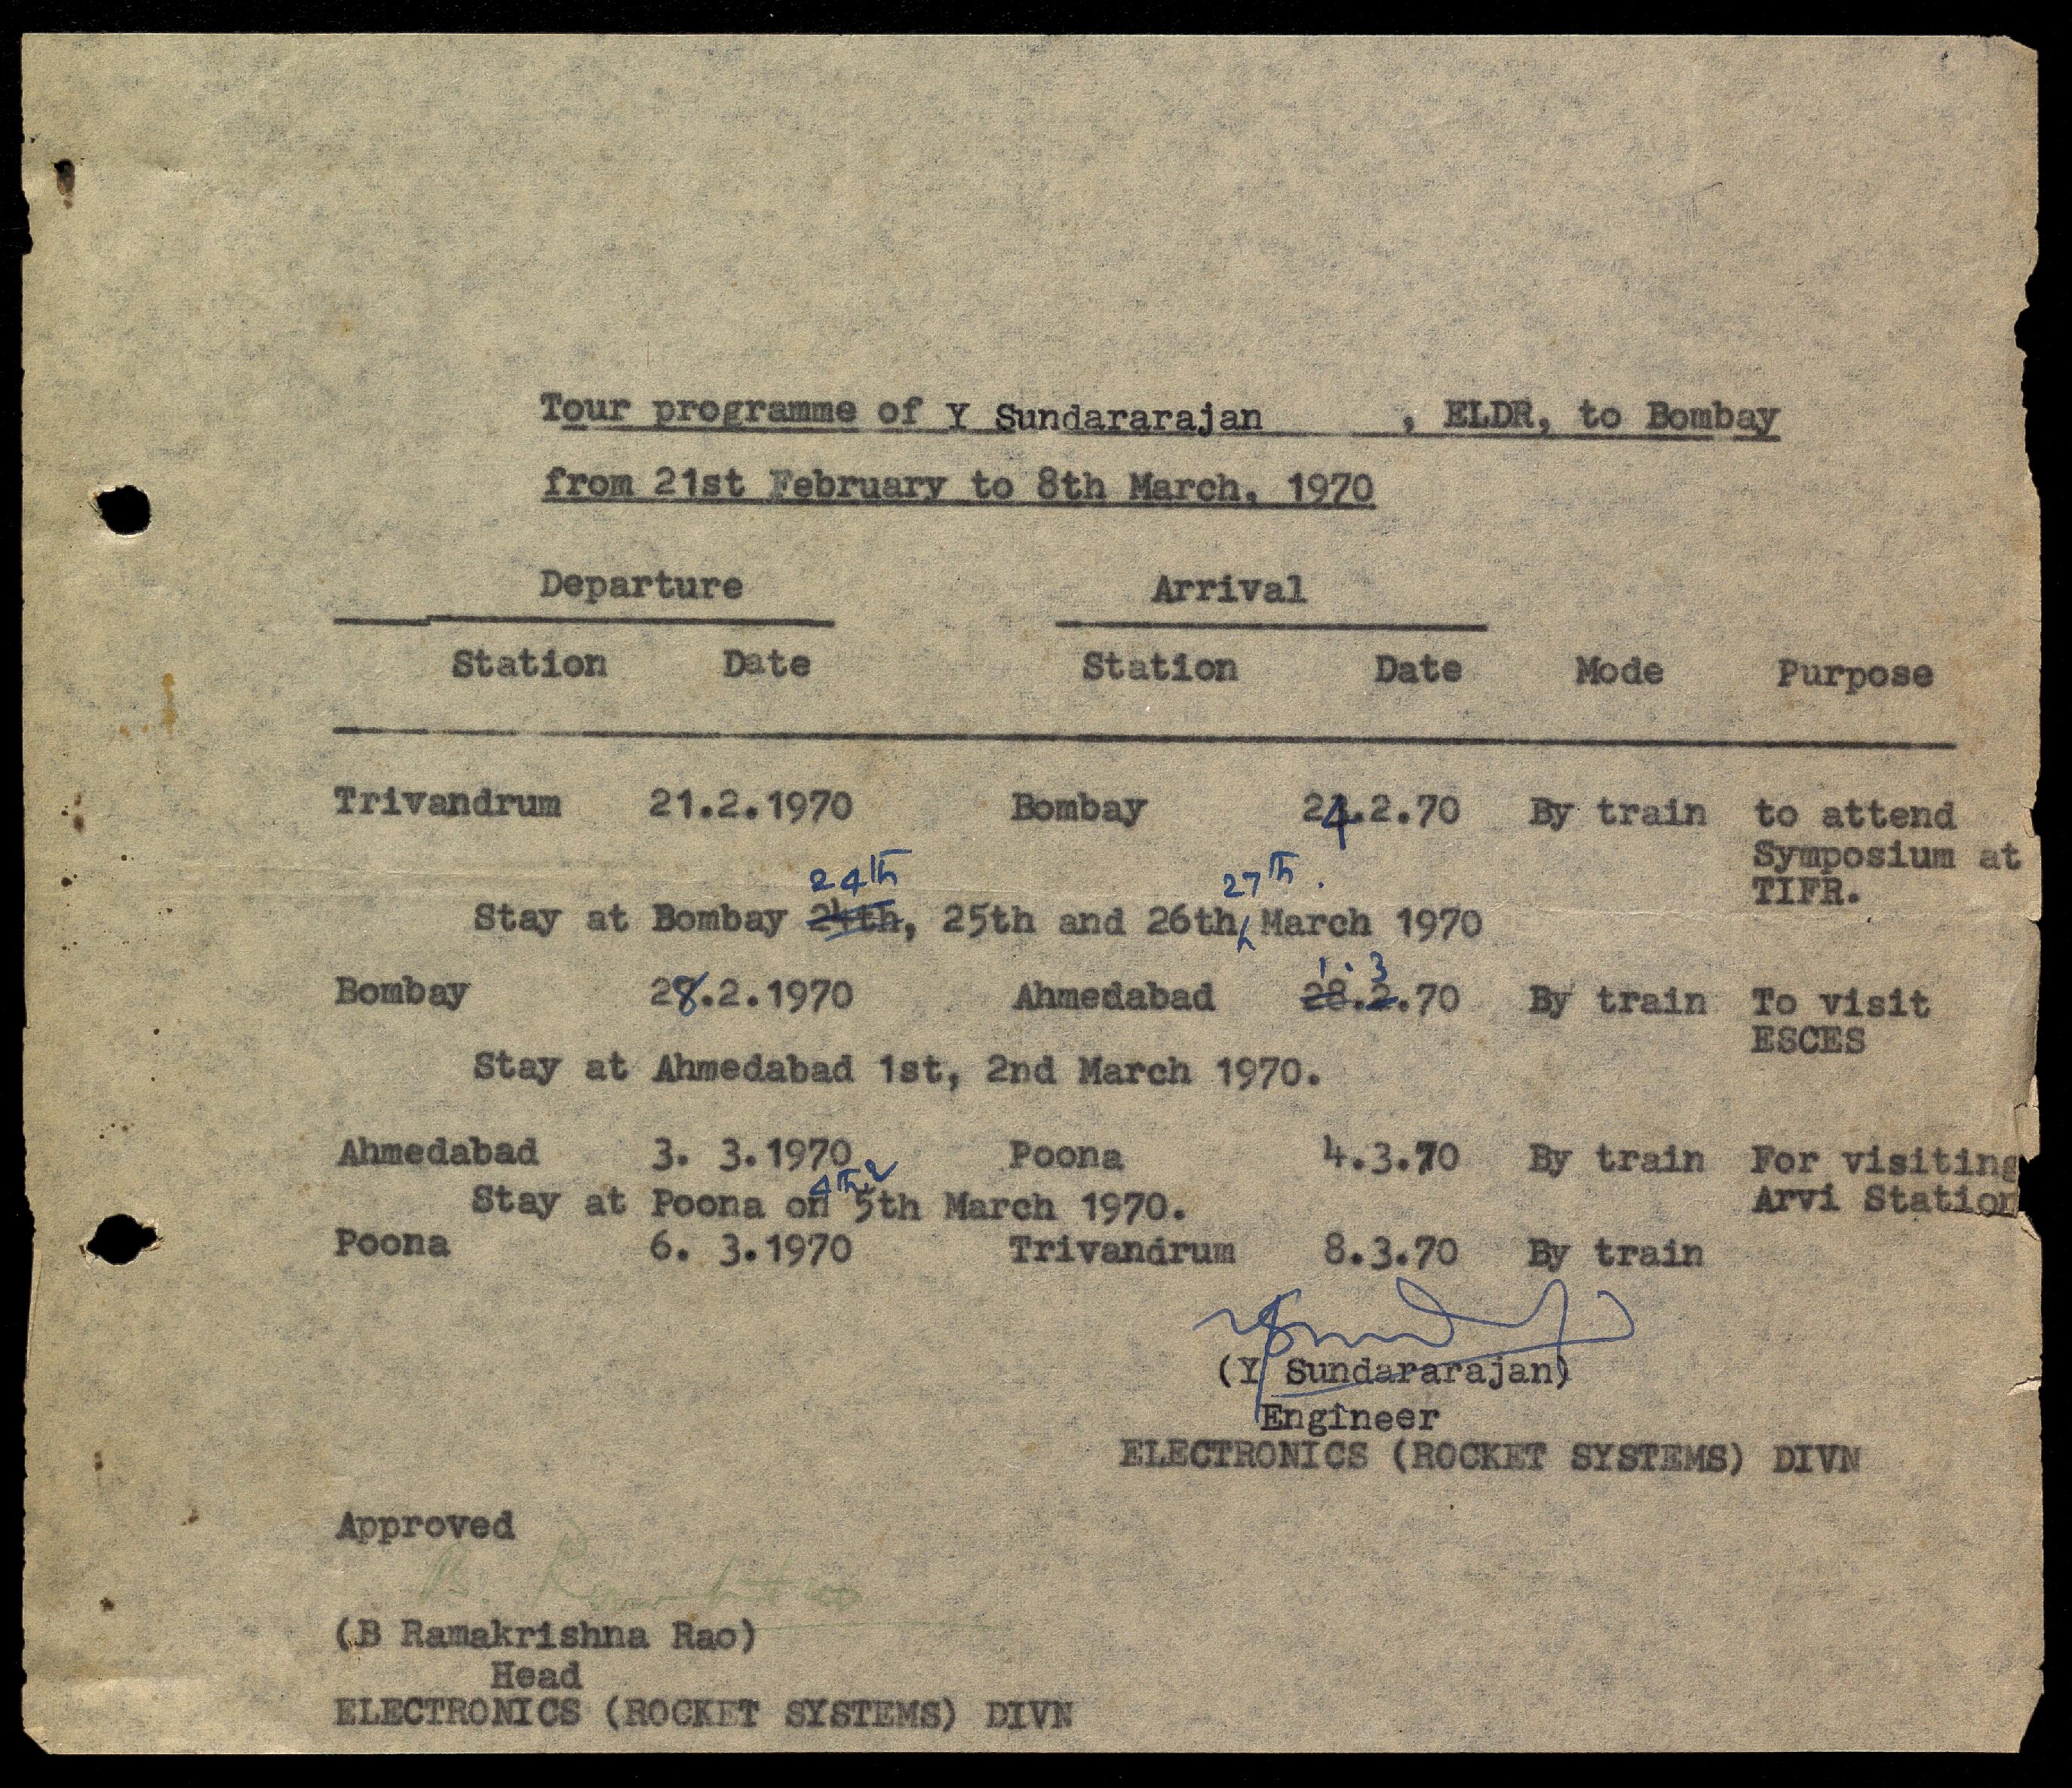 Tour programme of Y Sundararajan , ELDR, to Bombay
from 21st February to 8th March, 1970
Departure Arrival
Station Date Station Date Mode Purpose
Trivandrum 21.2.1970 Bombay 24.2.70 By train to attend
Symposium at
TIFR.
24th 27th.
Stay at Bombay 24th, 25th and 26th, March 1970
1.3
Bombay 28.2.1970 Ahmedabad 28.2.70 By train To visit
ESCES
Stay at Ahmedabad 1st, 2nd March 1970.
Ahmedabad 3. 3.1970 Poona 4.3.70 By train For visiting
Arvi Station
4th
Stay at Poona on 5th March 1970.
Poona 6. 3.1970 Trivandrum 8.3.70 By train
(Y Sundararajan)
Engineer
ELECTRONICS (ROCKET SYSTEMS) DIVN
Approved
(B Ramakrishna Rao)
Head
ELECTRONICS (ROCKET SYSTEMS) DIVN